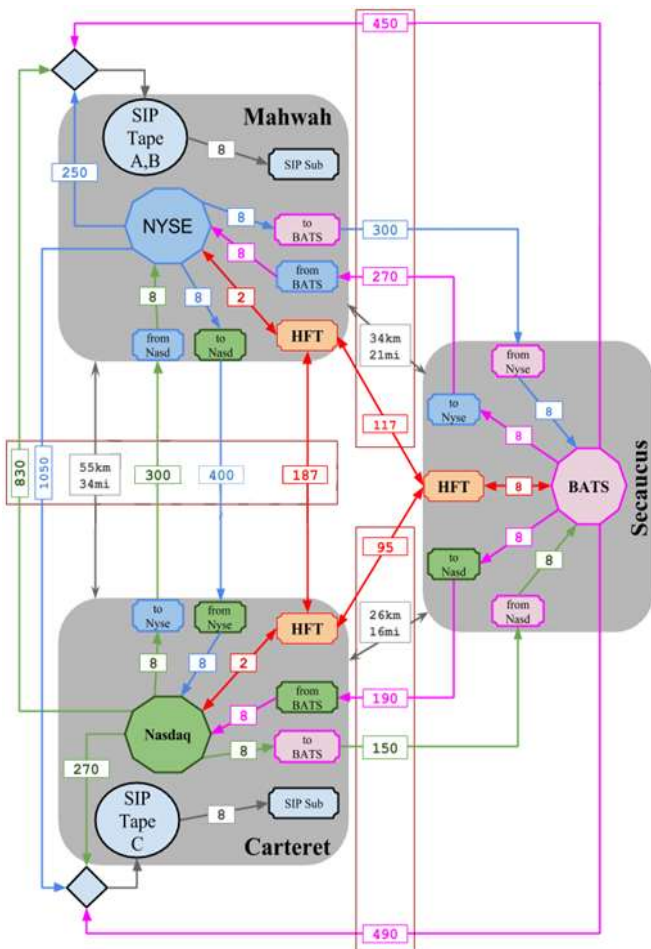 450
Mahwah
SIP
Tape
A,B
8
SIP Sub
250
NYSE
8
to
BATS
300
8
from
BATS
270
8
8
2
from
Nasd
to
Nasd
HFT
34km
21mi
from
Nyse
to
Nyse
8
8
117
830
1050
55km
34mi
300
400
187
HFT
8
BATS
Secaucus
95
to
Nasd
8
8
from
Nasd
to
Nyse
from
Nyse
HFT
26km
16mi
8
8
2
from
BATS
190
8
Nasdaq
8
to
BATS
150
270
SIP
Tape
C
8
SIP Sub
Carteret
490